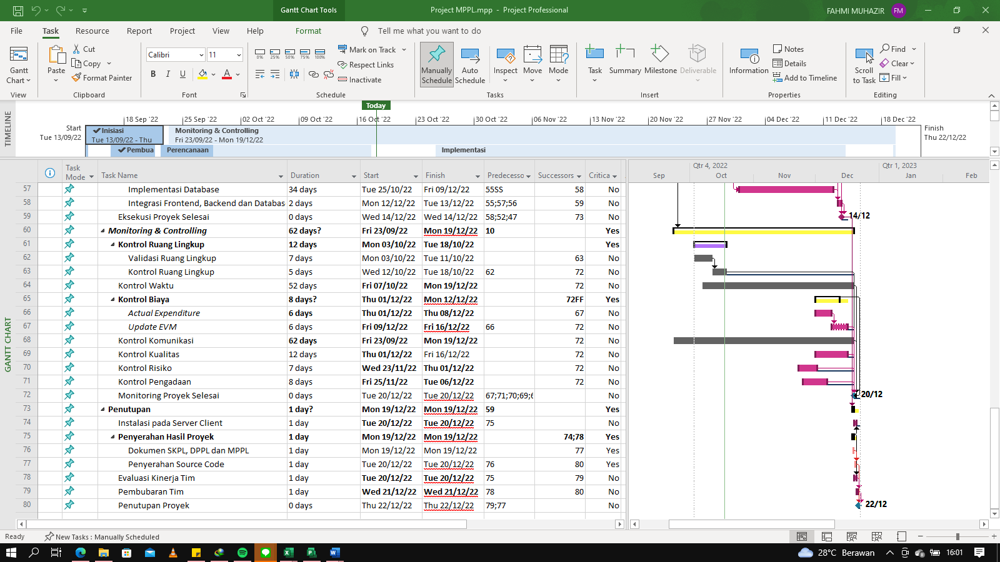 Gantt Chart Tools
Project MPPL.mpp - Project Professional
FAHMI MUHAZIR FM
File Task Resource Report Project View Help Format Tell me what you want to do
Gantt Chart
View
Paste
Cut
Copy
Format Painter
Clipboard
Calibri 11
B I U A
Font
0% 25% 50% 75% 100%
Mark on Track
Respect Links
Inactivate
Schedule
Manually Schedule
Auto Schedule
Inspect Move Mode
Tasks
Task Summary Milestone Deliverable
Insert
Information
Notes
Details
Add to Timeline
Properties
Scroll to Task
Find
Clear
Fill
Editing
TIMELINE
Today
18 Sep '22 25 Sep '22 02 Oct '22 09 Oct '22 16 Oct '22 23 Oct '22 30 Oct '22 06 Nov '22 13 Nov '22 20 Nov '22 27 Nov '22 04 Dec '22 11 Dec '22 18 Dec '22
Start
Tue 13/09/22
Inisiasi
Tue 13/09/22 - Thu
Monitoring & Controlling
Fri 23/09/22 - Mon 19/12/22
Pembua Perencanaan Implementasi
Finish
Thu 22/12/22
GANTT CHART
Task Mode Task Name Duration Start Finish Predecesso Successors Critica
57 Implementasi Database 34 days Tue 25/10/22 Fri 09/12/22 55SS 58 No
58 Integrasi Frontend, Backend dan Databas 2 days Mon 12/12/22 Tue 13/12/22 55;57;56 59 No
59 Eksekusi Proyek Selesai 0 days Wed 14/12/22 Wed 14/12/22 58;52;47 73 No
60 Monitoring & Controlling 62 days? Fri 23/09/22 Mon 19/12/22 10 Yes
61 Kontrol Ruang Lingkup 12 days Mon 03/10/22 Tue 18/10/22 Yes
62 Validasi Ruang Lingkup 7 days Mon 03/10/22 Tue 11/10/22 63 No
63 Kontrol Ruang Lingkup 5 days Wed 12/10/22 Tue 18/10/22 62 72 No
64 Kontrol Waktu 52 days Fri 07/10/22 Mon 19/12/22 72 No
65 Kontrol Biaya 8 days? Thu 01/12/22 Mon 12/12/22 72FF Yes
66 Actual Expenditure 6 days Thu 01/12/22 Thu 08/12/22 67 No
67 Update EVM 6 days Fri 09/12/22 Fri 16/12/22 66 72 No
68 Kontrol Komunikasi 62 days Fri 23/09/22 Mon 19/12/22 72 No
69 Kontrol Kualitas 12 days Thu 01/12/22 Fri 16/12/22 72 No
70 Kontrol Risiko 7 days Wed 23/11/22 Thu 01/12/22 72 No
71 Kontrol Pengadaan 8 days Fri 25/11/22 Tue 06/12/22 72 No
72 Monitoring Proyek Selesai 0 days Tue 20/12/22 Tue 20/12/22 67;71;70;69;6 No
73 Penutupan 1 day? Mon 19/12/22 Mon 19/12/22 59 Yes
74 Instalasi pada Server Client 1 day Tue 20/12/22 Tue 20/12/22 75 No
75 Penyerahan Hasil Proyek 1 day Mon 19/12/22 Mon 19/12/22 74;78 Yes
76 Dokumen SKPL, DPPL dan MPPL 1 day Mon 19/12/22 Mon 19/12/22 77 Yes
77 Penyerahan Source Code 1 day Tue 20/12/22 Tue 20/12/22 76 80 Yes
78 Evaluasi Kinerja Tim 1 day Tue 20/12/22 Tue 20/12/22 75 79 No
79 Pembubaran Tim 1 day Wed 21/12/22 Wed 21/12/22 78 80 No
80 Penutupan Proyek 0 days Thu 22/12/22 Thu 22/12/22 79;77 No
Qtr 4, 2022 Qtr 1, 2023
Sep Oct Nov Dec Jan Feb
14/12
20/12
22/12
Ready New Tasks : Manually Scheduled
28°C Berawan 16:01